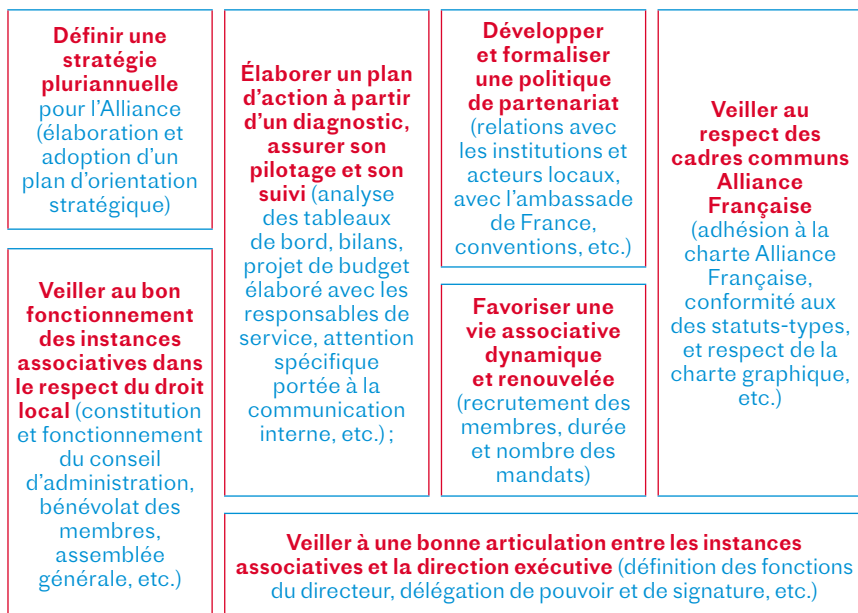 Définir une
stratégie
pluriannuelle
pour l'Alliance
(élaboration et
adoption d'un
plan d'orientation
stratégique)
Veiller au bon
fonctionnement
des instances
associatives dans
le respect du droit
local (constitution
et fonctionnement
du conseil
d'administration,
bénévolat des
membres,
assemblée
générale, etc.)
Élaborer un plan
d'action à partir
d'un diagnostic,
assurer son
pilotage et son
suivi (analyse
des tableaux
de bord, bilans,
projet de budget
élaboré avec les
responsables de
service, attention
spécifique
portée à la
communication
interne, etc.) ;
Développer
et formaliser
une politique
de partenariat
(relations avec
les institutions et
acteurs locaux,
avec l'ambassade
de France,
conventions, etc.)
Favoriser une
vie associative
dynamique
et renouvelée
(recrutement des
membres, durée
et nombre des
mandats)
Veiller au
respect des
cadres communs
Alliance
Française
(adhésion à la
charte Alliance
Française,
conformité aux
des statuts-types,
et respect de la
charte graphique,
etc.)
Veiller à une bonne articulation entre les instances
associatives et la direction exécutive (définition des fonctions
du directeur, délégation de pouvoir et de signature, etc.)